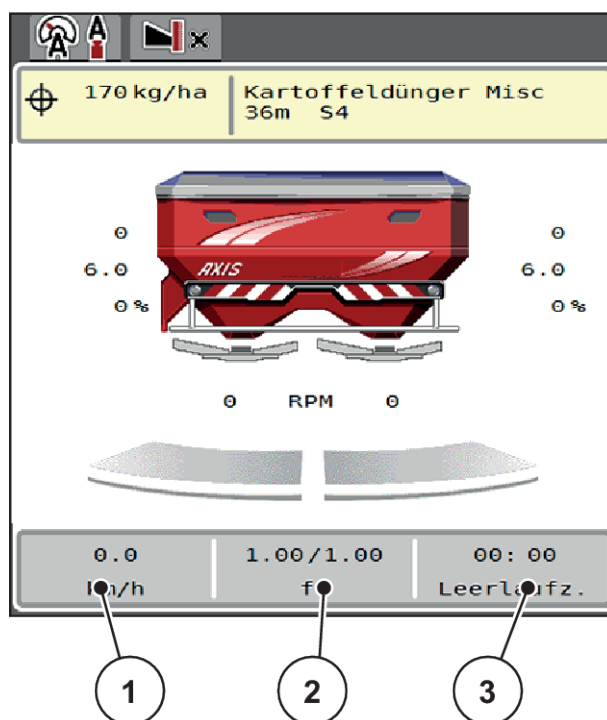 A A x
170 kg/ha Kartoffeldünger Misc
36m S4
0 0
6.0 AXIS 6.0
0% 0%
0 RPM 0
0.0 1.00/1.00 00:00
km/h f Leerlaufz.
1 2 3